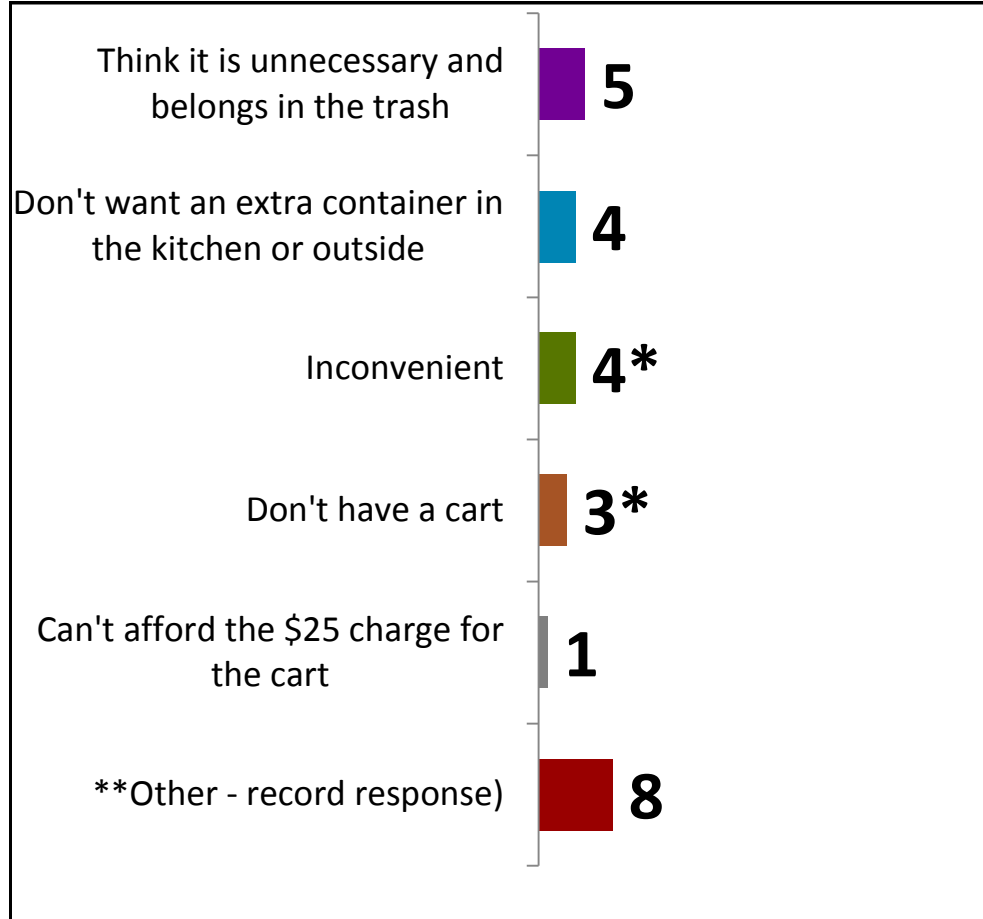 Think it is unnecessary and
belongs in the trash
5
Don't want an extra container in
the kitchen or outside
4
Inconvenient
4*
Don't have a cart
3*
Can't afford the $25 charge for
the cart
1
**Other - record response)
8